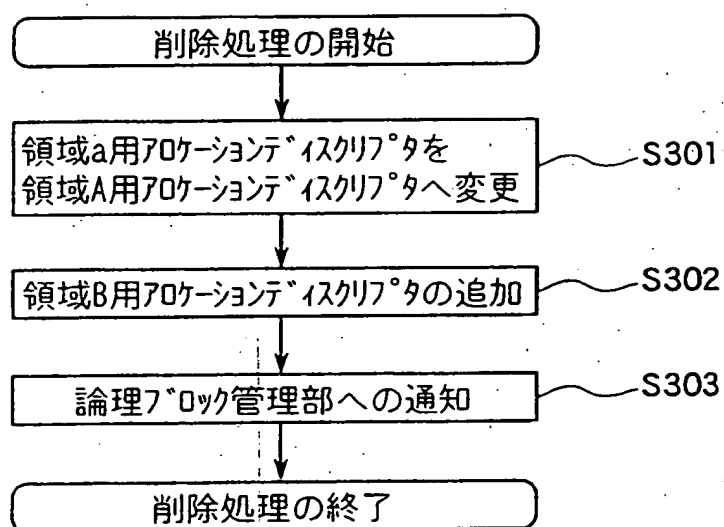 削除処理の開始
領域a用アロケーションディスクリプタを
領域A用アロケーションディスクリプタへ変更
S301
領域B用アロケーションディスクリプタの追加
S302
論理ブロック管理部への通知
S303
削除処理の終了